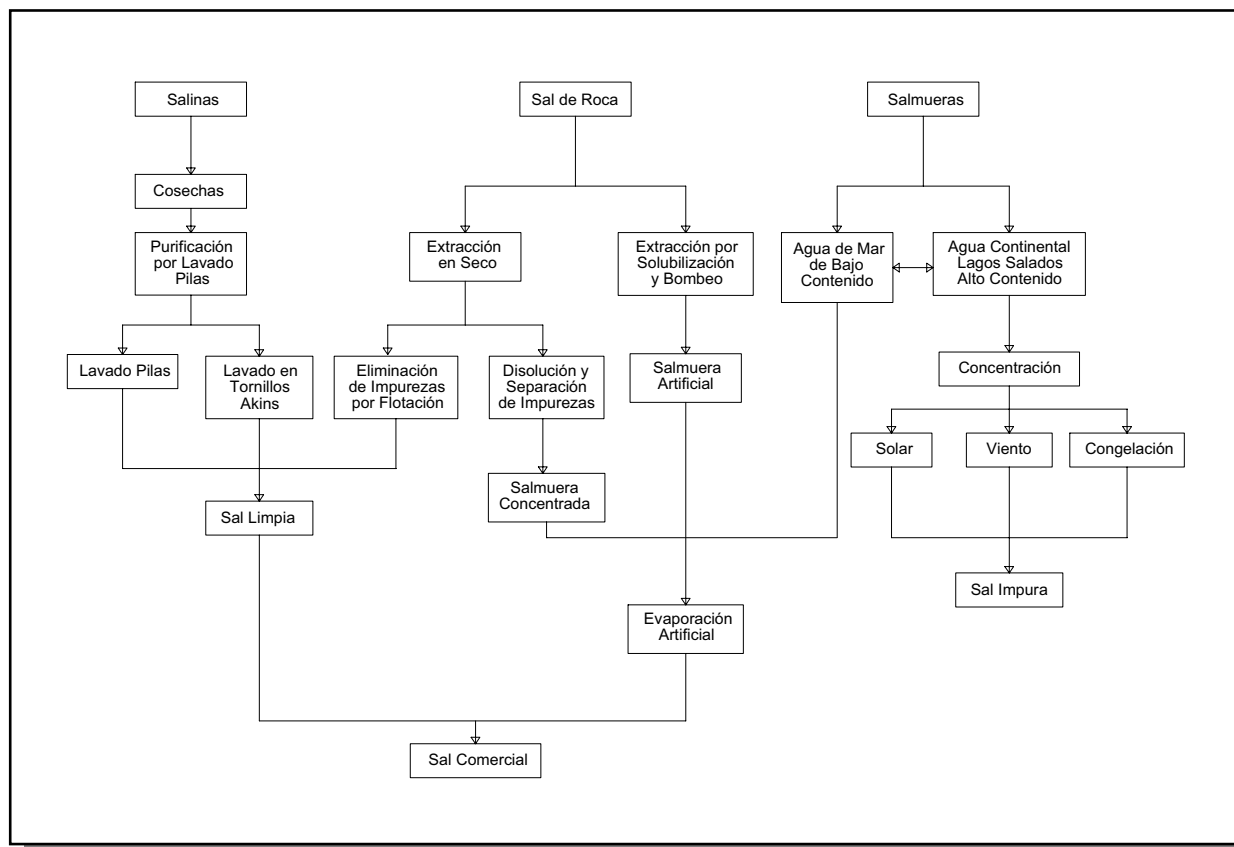 Salinas
Sal de Roca
Salmueras
Cosechas
Purificación
por Lavado
Pilas
Extracción
en Seco
Extracción por
Solubilización
y Bombeo
Agua de Mar
de Bajo
Contenido
Agua Continental
Lagos Salados
Alto Contenido
Lavado Pilas
Lavado en
Tornillos
Akins
Eliminación
de Impurezas
por Flotación
Disolución y
Separación
de Impurezas
Salmuera
Artificial
Concentración
Solar
Viento
Congelación
Salmuera
Concentrada
Sal Limpia
Sal Impura
Evaporación
Artificial
Sal Comercial